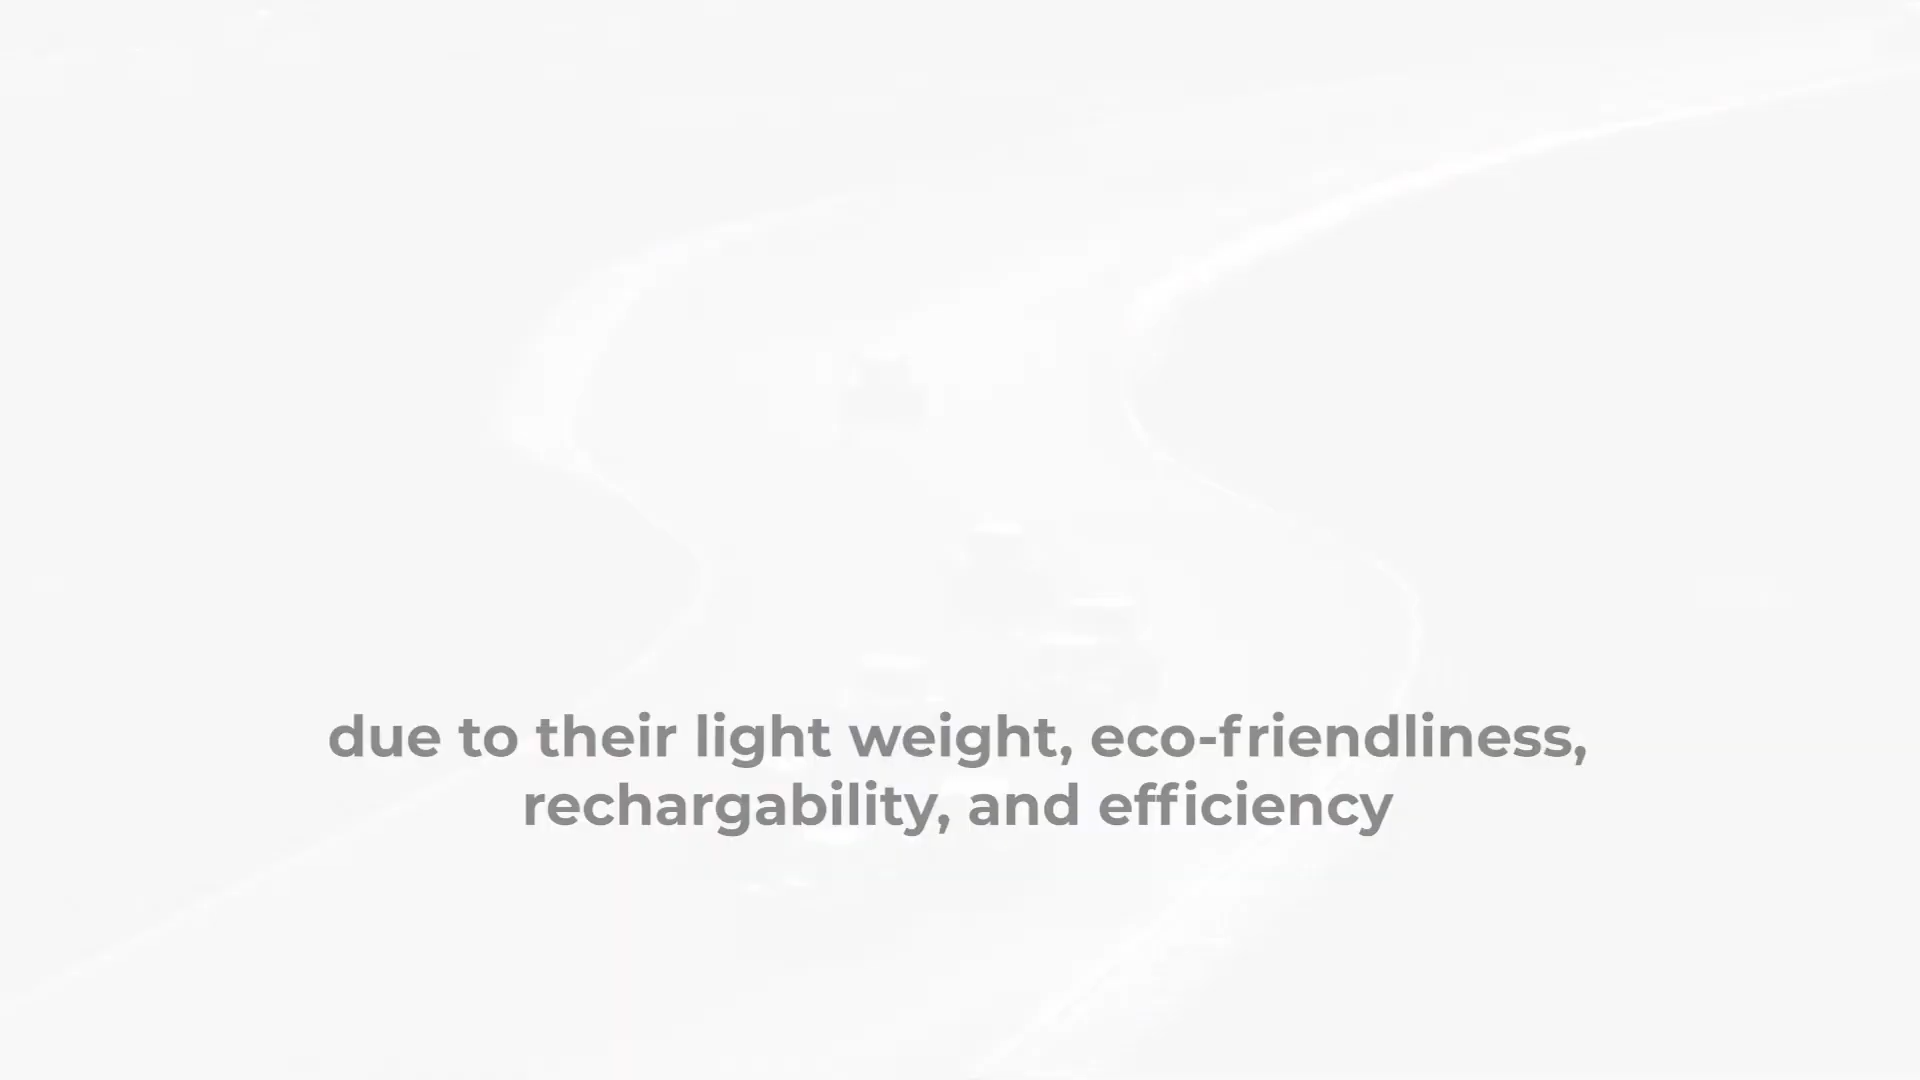 due to their light weight, eco-friendliness,
rechargability, and efficiency